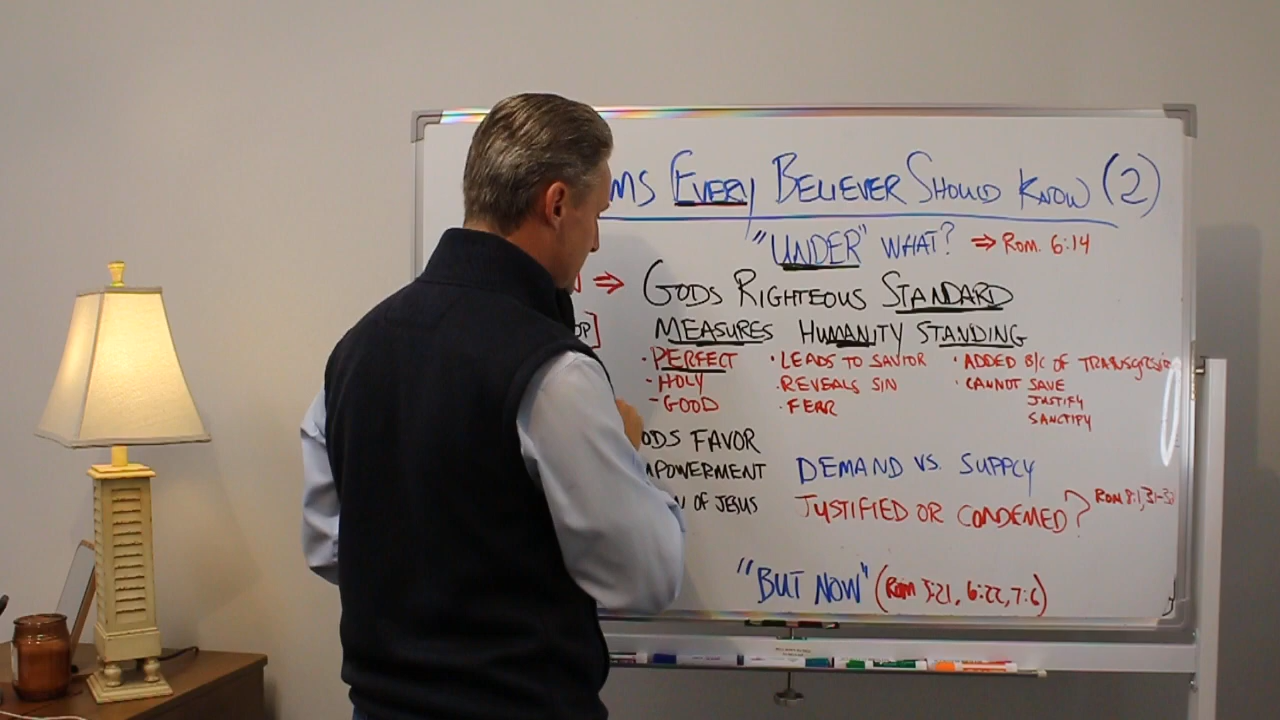 MS EVERY BELIEVER SHOULD KNOW (2)
"UNDER" WHAT? ⇒ ROM. 6:14
⇒ GODS RIGHTEOUS STANDARD
OP] MEASURES HUMANITY STANDING
· PERFECT · LEADS TO SAVIOR · ADDED B/C OF TRANSGRESSION
- HOLY · REVEALS SIN · CANNOT SAVE
- GOOD · FEAR JUSTIFY
SANCTIFY
ODS FAVOR
MPOWERMENT DEMAND VS. SUPPLY
N OF JESUS JUSTIFIED OR CONDEMED? ROM 8:1, 31-
"BUT NOW" (ROM 3:21, 6:22, 7:6)